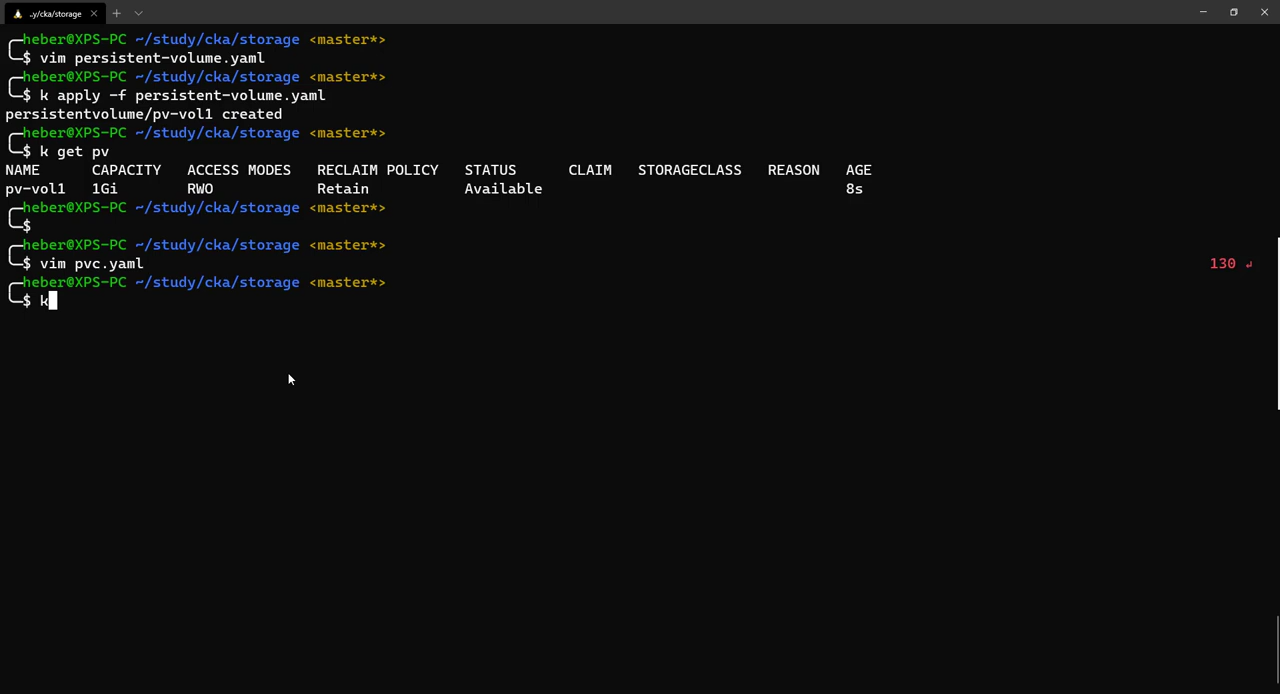 ..y/cka/storage
heber@XPS-PC ~/study/cka/storage <master*>
$ vim persistent-volume.yaml
heber@XPS-PC ~/study/cka/storage <master*>
$ k apply -f persistent-volume.yaml
persistentvolume/pv-vol1 created
heber@XPS-PC ~/study/cka/storage <master*>
$ k get pv
NAME CAPACITY ACCESS MODES RECLAIM POLICY STATUS CLAIM STORAGECLASS REASON AGE
pv-vol1 1Gi RWO Retain Available 8s
heber@XPS-PC ~/study/cka/storage <master*>
$
heber@XPS-PC ~/study/cka/storage <master*>
$ vim pvc.yaml 130 ↵
heber@XPS-PC ~/study/cka/storage <master*>
$ k